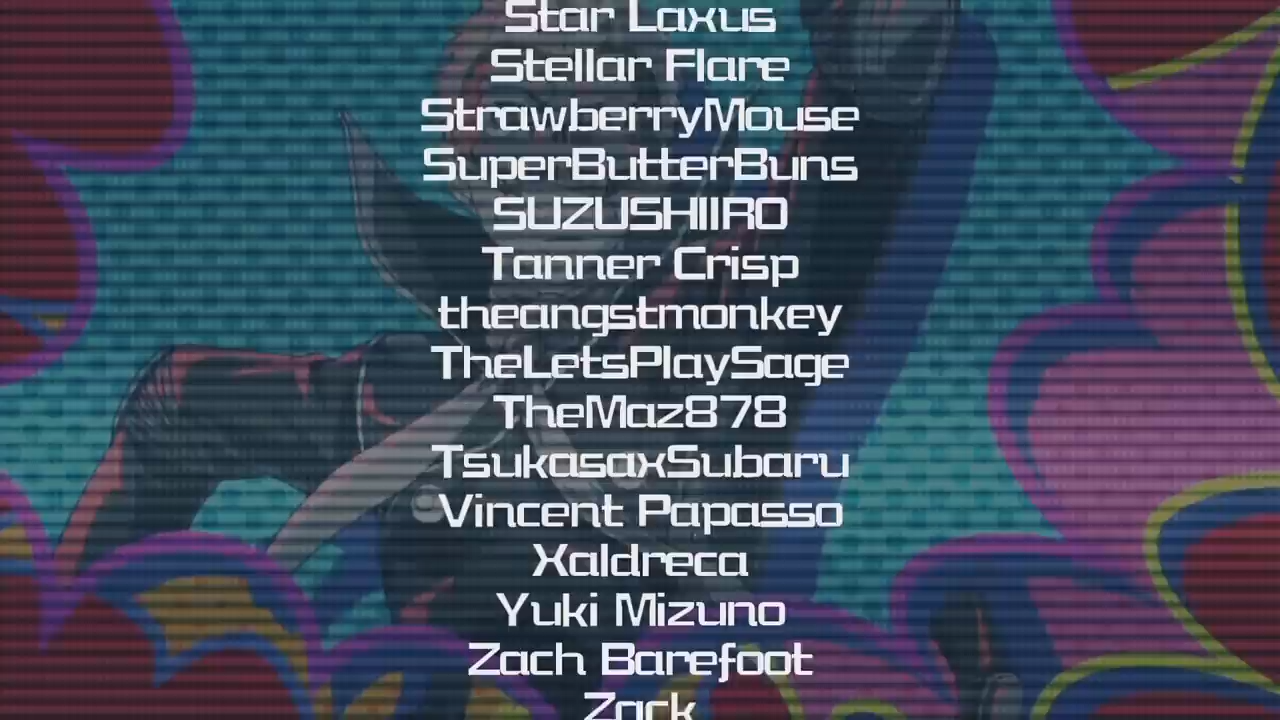 Star Laxus
Stellar Flare
StrawberryMouse
SuperButterBuns
SUZUSHIIRO
Tanner Crisp
theangstmonkey
TheLetsPlaySage
TheMaz878
TsukasaxSubaru
Vincent Papasso
Xaldreca
Yuki Mizuno
Zach Barefoot
Zack